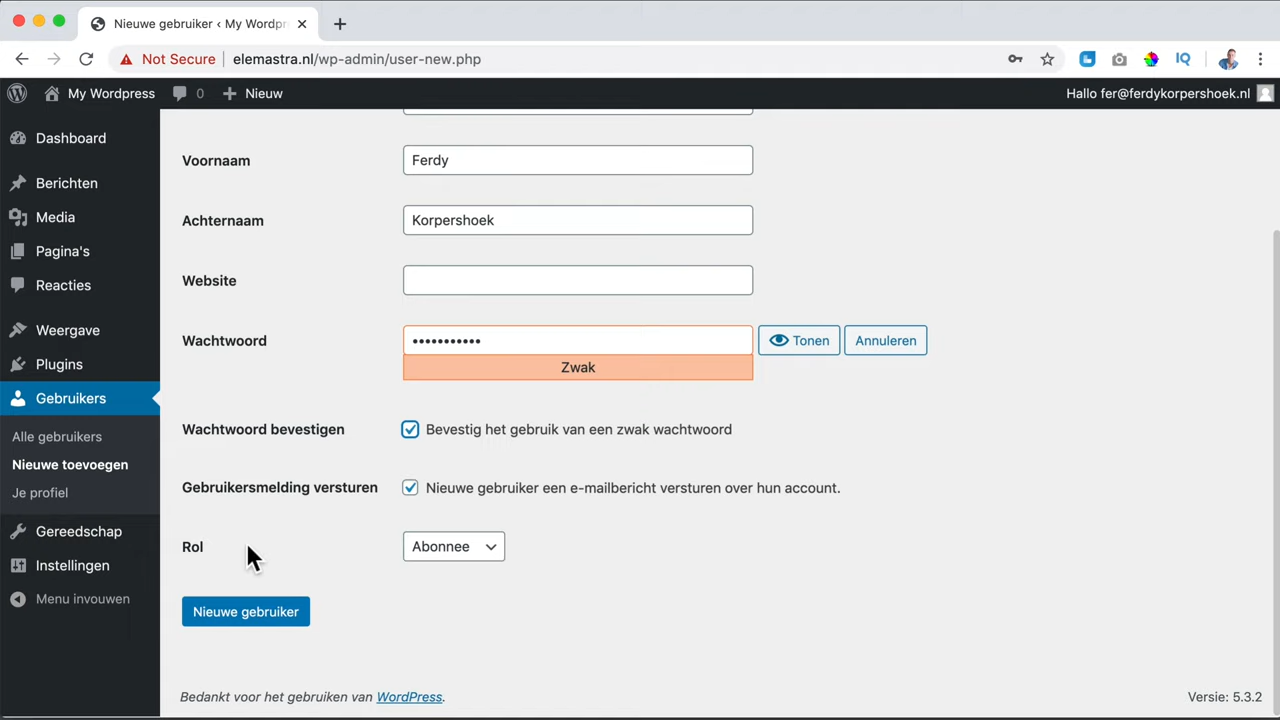 Nieuwe gebruiker ‹ My Wordpr
Not Secure elemastra.nl/wp-admin/user-new.php
IQ
My Wordpress 0 Nieuw Hallo fer@ferdykorpershoek.nl
Dashboard
Berichten
Media
Pagina's
Reacties
Weergave
Plugins
Gebruikers
Alle gebruikers
Nieuwe toevoegen
Je profiel
Gereedschap
Instellingen
Menu invouwen
Voornaam Ferdy
Achternaam Korpershoek
Website
Wachtwoord ••••••••••• Tonen Annuleren
Zwak
Wachtwoord bevestigen Bevestig het gebruik van een zwak wachtwoord
Gebruikersmelding versturen Nieuwe gebruiker een e-mailbericht versturen over hun account.
Rol Abonnee
Nieuwe gebruiker
Bedankt voor het gebruiken van WordPress. Versie: 5.3.2